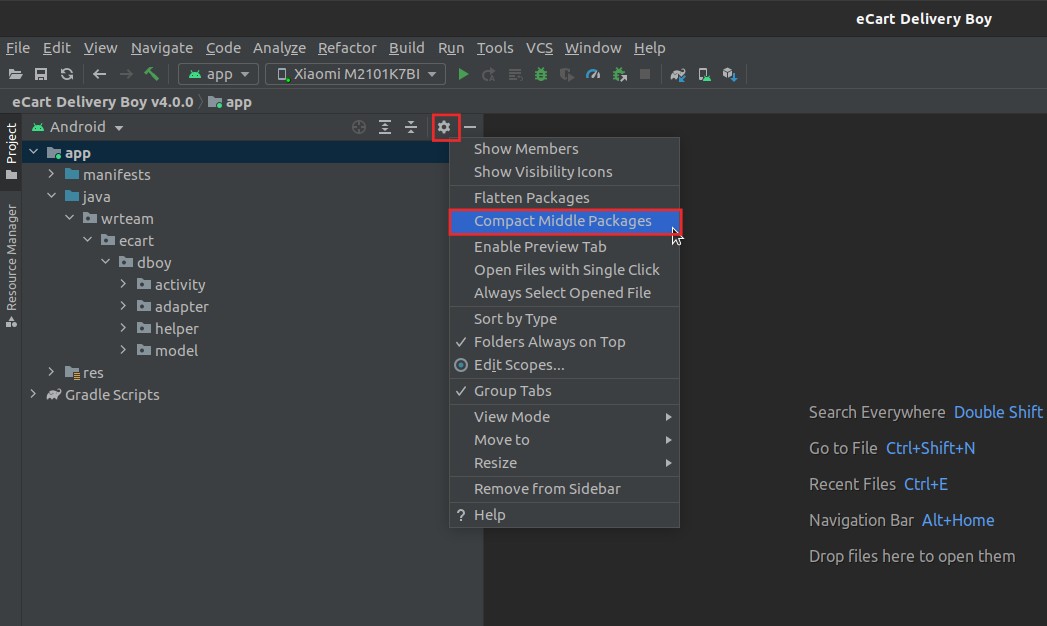 eCart Delivery Boy
File Edit View Navigate Code Analyze Refactor Build Run Tools VCS Window Help
app Xiaomi M2101K7BI
eCart Delivery Boy v4.0.0 app
Project
Resource Manager
Android
app
manifests
java
wrteam
ecart
dboy
activity
adapter
helper
model
res
Gradle Scripts
Show Members
Show Visibility Icons
Flatten Packages
Compact Middle Packages
Enable Preview Tab
Open Files with Single Click
Always Select Opened File
Sort by Type
Folders Always on Top
Edit Scopes...
Group Tabs
View Mode
Move to
Resize
Remove from Sidebar
? Help
Search Everywhere Double Shift
Go to File Ctrl+Shift+N
Recent Files Ctrl+E
Navigation Bar Alt+Home
Drop files here to open them